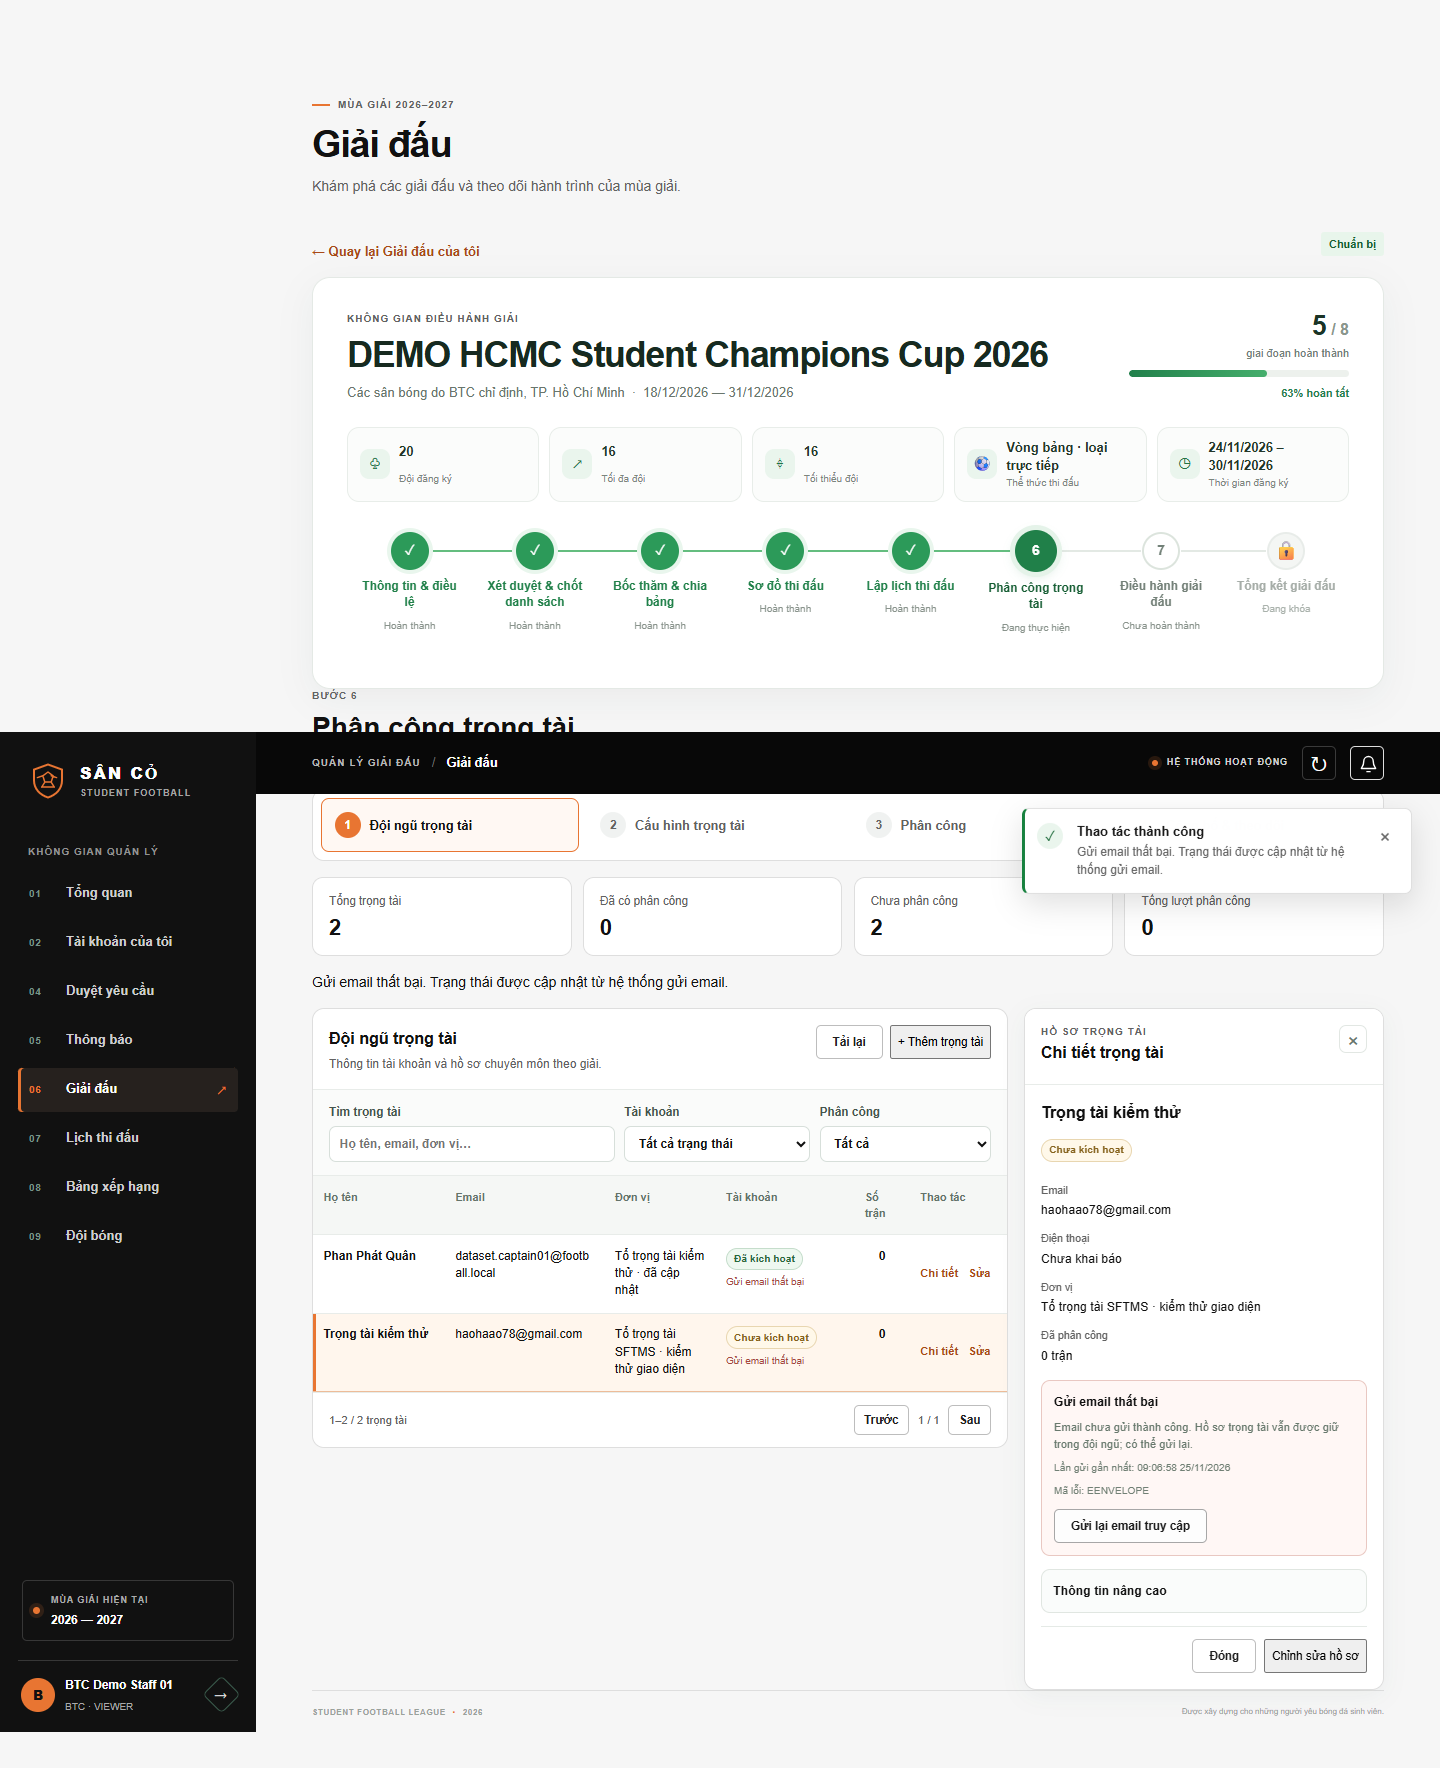 MÙA GIẢI 2026–2027
Giải đấu
Khám phá các giải đấu và theo dõi hành trình của mùa giải.
← Quay lại Giải đấu của tôi
Chuẩn bị
KHÔNG GIAN ĐIỀU HÀNH GIẢI
DEMO HCMC Student Champions Cup 2026
Các sân bóng do BTC chỉ định, TP. Hồ Chí Minh · 18/12/2026 — 31/12/2026
5 / 8
giai đoạn hoàn thành
63% hoàn tất
20
Đội đăng ký
16
Tối đa đội
16
Tối thiểu đội
Vòng bảng · loại
trực tiếp
Thể thức thi đấu
24/11/2026 –
30/11/2026
Thời gian đăng ký
Thông tin & điều
lệ
Hoàn thành
Xét duyệt & chốt
danh sách
Hoàn thành
Bốc thăm & chia
bảng
Hoàn thành
Sơ đồ thi đấu
Hoàn thành
Lập lịch thi đấu
Hoàn thành
6
Phân công trọng
tài
Đang thực hiện
7
Điều hành giải
đấu
Chưa hoàn thành
Tổng kết giải đấu
Đang khóa
BƯỚC 6
Phân công trọng tài
SÂN CỎ
STUDENT FOOTBALL
QUẢN LÝ GIẢI ĐẤU / Giải đấu
HỆ THỐNG HOẠT ĐỘNG
KHÔNG GIAN QUẢN LÝ
01 Tổng quan
02 Tài khoản của tôi
04 Duyệt yêu cầu
05 Thông báo
06 Giải đấu ↗
07 Lịch thi đấu
08 Bảng xếp hạng
09 Đội bóng
MÙA GIẢI HIỆN TẠI
2026 — 2027
B
BTC Demo Staff 01
BTC · VIEWER
1 Đội ngũ trọng tài
2 Cấu hình trọng tài
3 Phân công
Thao tác thành công
Gửi email thất bại. Trạng thái được cập nhật từ hệ
thống gửi email.
×
Tổng trọng tài
2
Đã có phân công
0
Chưa phân công
2
Tổng lượt phân công
0
Gửi email thất bại. Trạng thái được cập nhật từ hệ thống gửi email.
Đội ngũ trọng tài
Thông tin tài khoản và hồ sơ chuyên môn theo giải.
Tải lại
+ Thêm trọng tài
Tìm trọng tài
Họ tên, email, đơn vị...
Tài khoản
Tất cả trạng thái
Phân công
Tất cả
Họ tên
Email
Đơn vị
Tài khoản
Số
trận
Thao tác
Phan Phát Quân
dataset.captain01@footb
all.local
Tổ trọng tài kiểm
thử · đã cập
nhật
Đã kích hoạt
Gửi email thất bại
0
Chi tiết Sửa
Trọng tài kiểm thử
haohaao78@gmail.com
Tổ trọng tài
SFTMS · kiểm
thử giao diện
Chưa kích hoạt
Gửi email thất bại
0
Chi tiết Sửa
1–2 / 2 trọng tài
Trước
1 / 1
Sau
HỒ SƠ TRỌNG TÀI
Chi tiết trọng tài
×
Trọng tài kiểm thử
Chưa kích hoạt
Email
haohaao78@gmail.com
Điện thoại
Chưa khai báo
Đơn vị
Tổ trọng tài SFTMS · kiểm thử giao diện
Đã phân công
0 trận
Gửi email thất bại
Email chưa gửi thành công. Hồ sơ trọng tài vẫn được giữ
trong đội ngũ; có thể gửi lại.
Lần gửi gần nhất: 09:06:58 25/11/2026
Mã lỗi: EENVELOPE
Gửi lại email truy cập
Thông tin nâng cao
Đóng
Chỉnh sửa hồ sơ
STUDENT FOOTBALL LEAGUE · 2026
Được xây dựng cho những người yêu bóng đá sinh viên.